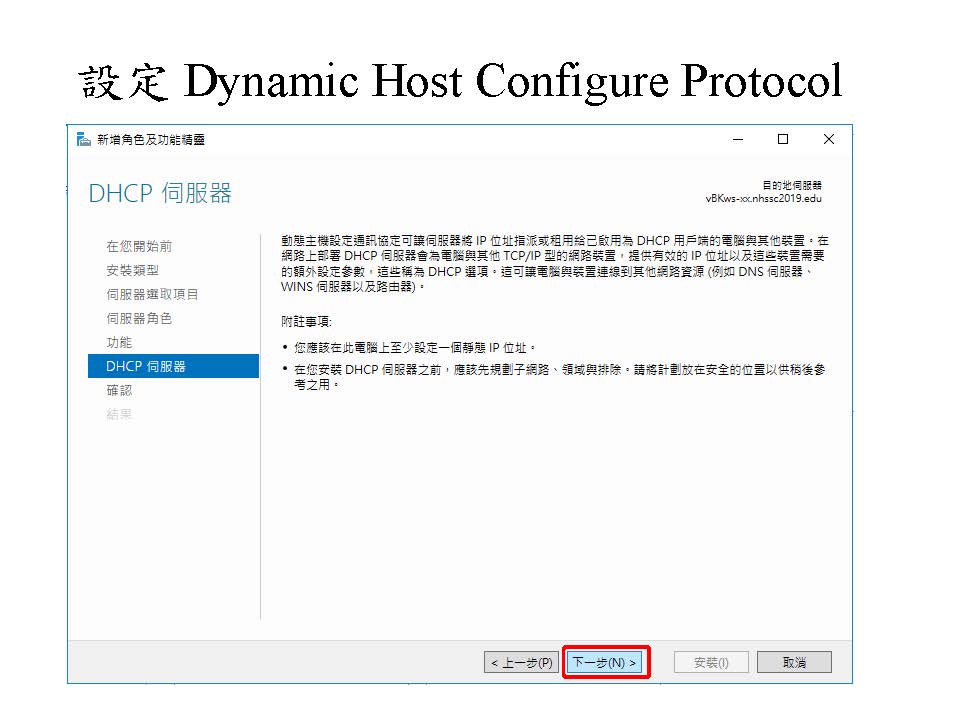 設定 Dynamic Host Configure Protocol
新增角色及功能精靈
DHCP 伺服器
目的地伺服器
vBKws-xx.nhssc2019.edu
在您開始前
安裝類型
伺服器選取項目
伺服器角色
功能
DHCP 伺服器
確認
結果
動態主機設定通訊協定可讓伺服器將 IP 位址指派或租用給已啟用為 DHCP 用戶端的電腦與其他裝置。在
網路上部署 DHCP 伺服器會為電腦與其他 TCP/IP 型的網路裝置，提供有效的 IP 位址以及這些裝置需要
的額外設定參數，這些稱為 DHCP 選項。這可讓電腦與裝置連線到其他網路資源 (例如 DNS 伺服器、
WINS 伺服器以及路由器)。
附註事項:
• 您應該在此電腦上至少設定一個靜態 IP 位址。
• 在您安裝 DHCP 伺服器之前，應該先規劃子網路、領域與排除。請將計劃放在安全的位置以供稍後參
考之用。
< 上一步(P)
下一步(N) >
安裝(I)
取消